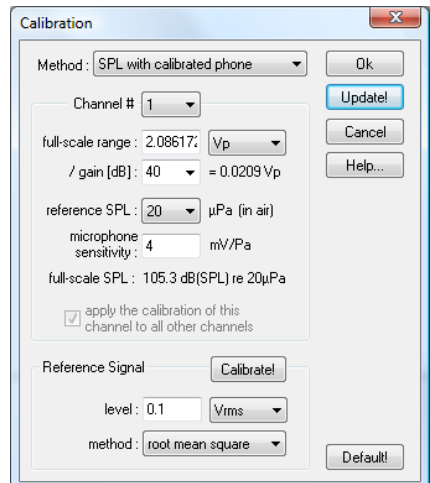 Calibration
Method : SPL with calibrated phone Ok
Channel # 1 Update!
full-scale range : 2.086172 Vp Cancel
/ gain [dB] : 40 = 0.0209 Vp Help...
reference SPL : 20 µPa (in air)
microphone sensitivity : 4 mV/Pa
full-scale SPL : 105.3 dB(SPL) re 20µPa
apply the calibration of this
channel to all other channels
Reference Signal Calibrate!
level : 0.1 Vrms
method : root mean square Default!